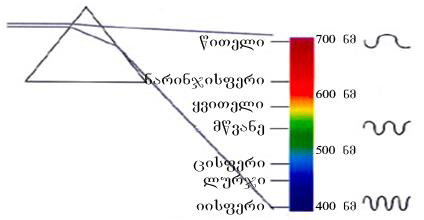 წითელი
700 ნმ
ნარინჯისფერი
600 ნმ
ყვითელი
მწვანე
500 ნმ
ცისფერი
ლურჯი
იისფერი
400 ნმ